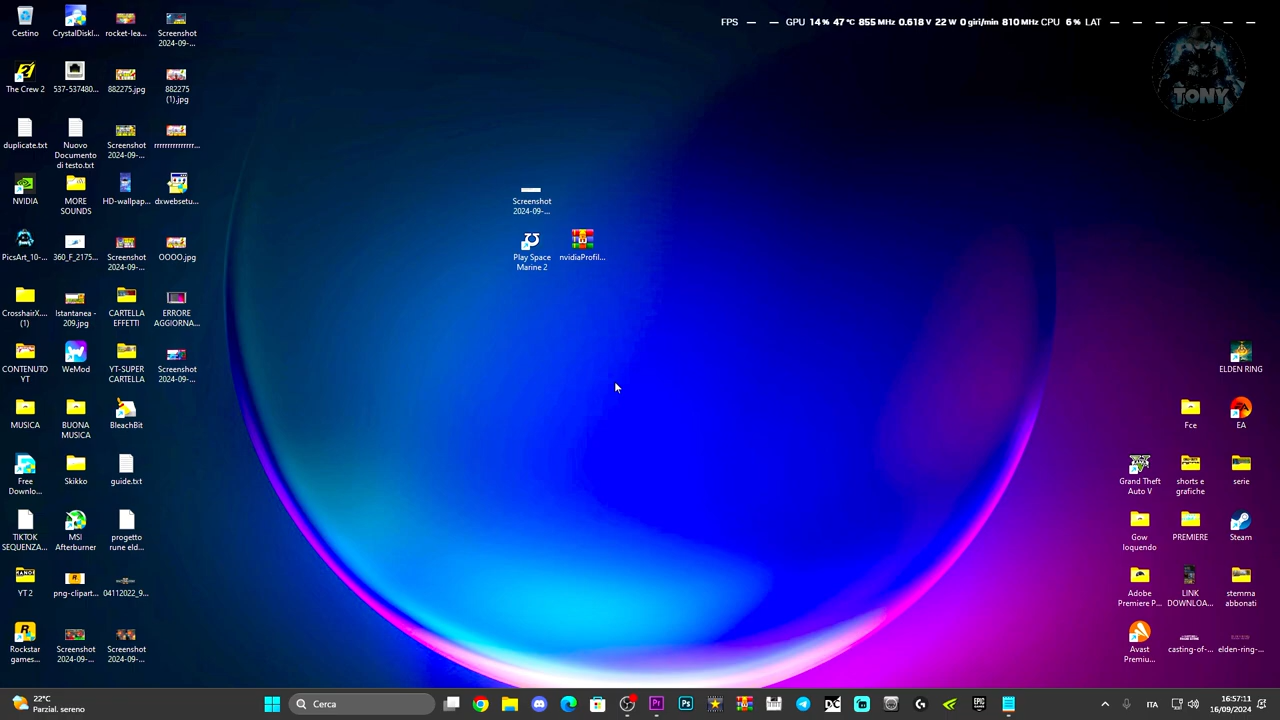 FPS — — GPU 14 % 47 °C 855 MHz 0.618 V 22 W 0 giri/min 810 MHz CPU 6 % LAT — — — — — — —
TONY
Cestino
CrystalDiskI...
rocket-lea...
Screenshot
2024-09-...
The Crew 2
537-537480...
882275.jpg
882275
(1).jpg
duplicate.txt
Nuovo
Documento
di testo.txt
Screenshot
2024-09-...
rrrrrrrrrrrrrr...
NVIDIA
MORE
SOUNDS
HD-wallpap...
dxwebsetu...
Screenshot
2024-09-...
PicsArt_10-...
360_F_2175...
Screenshot
2024-09-...
OOOO.jpg
Play Space
Marine 2
nvidiaProfil...
CrosshairX....
(1)
Istantanea -
209.jpg
CARTELLA
EFFETTI
ERRORE
AGGIORNA...
CONTENUTO
YT
WeMod
YT-SUPER
CARTELLA
Screenshot
2024-09-...
ELDEN RING
MUSICA
BUONA
MUSICA
BleachBit
Fce
EA
Free
Downlo...
Skikko
guide.txt
Grand Theft
Auto V
shorts e
grafiche
serie
TIKTOK
SEQUENZA...
MSI
Afterburner
progetto
rune eld...
Gow
loquendo
PREMIERE
Steam
YT 2
png-clipart...
04112022_9...
Adobe
Premiere P...
LINK
DOWNLOA...
stemma
abbonati
Rockstar
games...
Screenshot
2024-09-...
Screenshot
2024-09-...
Avast
Premiu...
casting-of-...
elden-ring-...
22°C
Parzial. sereno
Cerca
ITA
16:57:11
16/09/2024